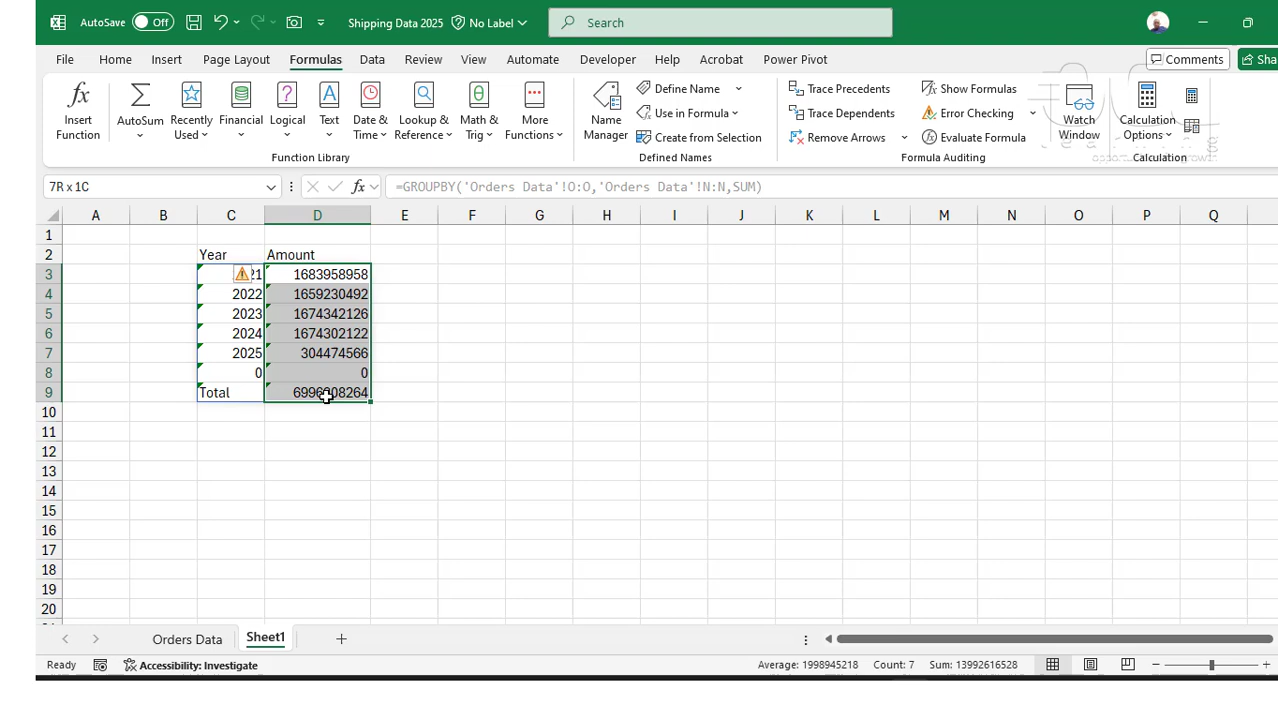 AutoSave Off Shipping Data 2025 No Label Search
File Home Insert Page Layout Formulas Data Review View Automate Developer Help Acrobat Power Pivot Comments Sha
Insert Function
AutoSum
Recently Used
Financial
Logical
Text
Date & Time
Lookup & Reference
Math & Trig
More Functions
Function Library
Name Manager
Define Name
Use in Formula
Create from Selection
Defined Names
Trace Precedents
Trace Dependents
Remove Arrows
Show Formulas
Error Checking
Evaluate Formula
Formula Auditing
Watch Window
Calculation Options
Calculation
7R x 1C fx =GROUPBY('Orders Data'!O:O,'Orders Data'!N:N,SUM)
A B C D E F G H I J K L M N O P Q
1
2 Year Amount
3 21 1683958958
4 2022 1659230492
5 2023 1674342126
6 2024 1674302122
7 2025 304474566
8 0 0
9 Total
10
11
12
13
14
15
16
17
18
19
20
Orders Data Sheet1
Ready Accessibility: Investigate Average: 1998945218 Count: 7 Sum: 13992616528